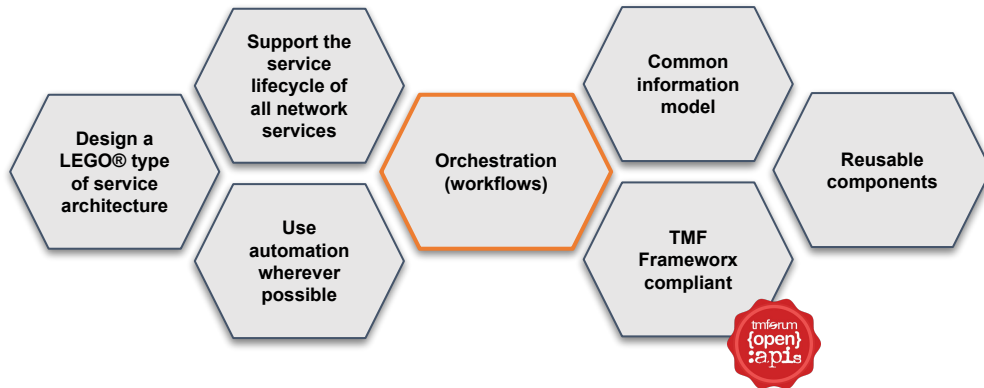 Design a
LEGO® type
of service
architecture
Support the
service
lifecycle of
all network
services
Use
automation
wherever
possible
Orchestration
(workflows)
Common
information
model
TMF
Frameworx
compliant
tmforum
{open}
:apis
Reusable
components